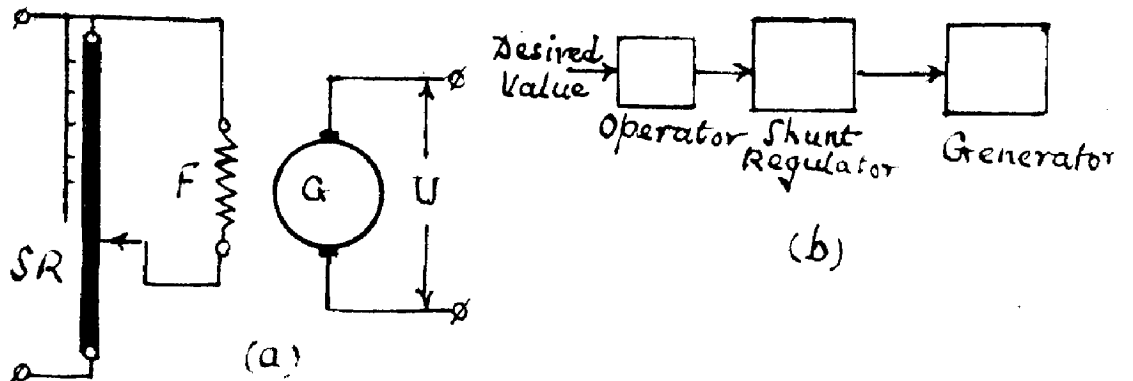 F
G
U
SR
(a)
Desired
Value
Operator
Shunt
Regulator
Generator
(b)